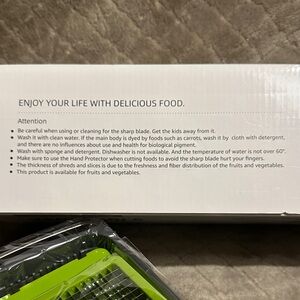 ENJOY YOUR LIFE WITH DELICIOUS FOOD.
Attention
● Be careful when using or cleaning for the sharp blade. Get the kids away from it.
● Wash it with clean water. If the main body is dyed by foods such as carrots, wash it by cloth with detergent,
and there are no influences about use and health for biological pigment.
● Wash with sponge and detergent. Dishwasher is not available. And the temperature of water is not over 60°.
● Make sure to use the Hand Protector when cutting foods to avoid the sharp blade hurt your fingers.
● The thickness of shreds and slices is due to the freshness and fiber distribution of the fruits and vegetables.
● This product is available for fruits and vegetables.